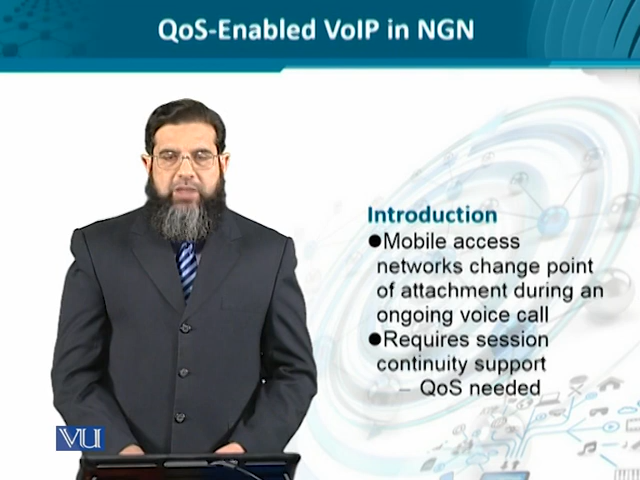 QoS-Enabled VoIP in NGN
Introduction
●Mobile access
networks change point
of attachment during an
ongoing voice call
●Requires session
continuity support
– QoS needed
VU